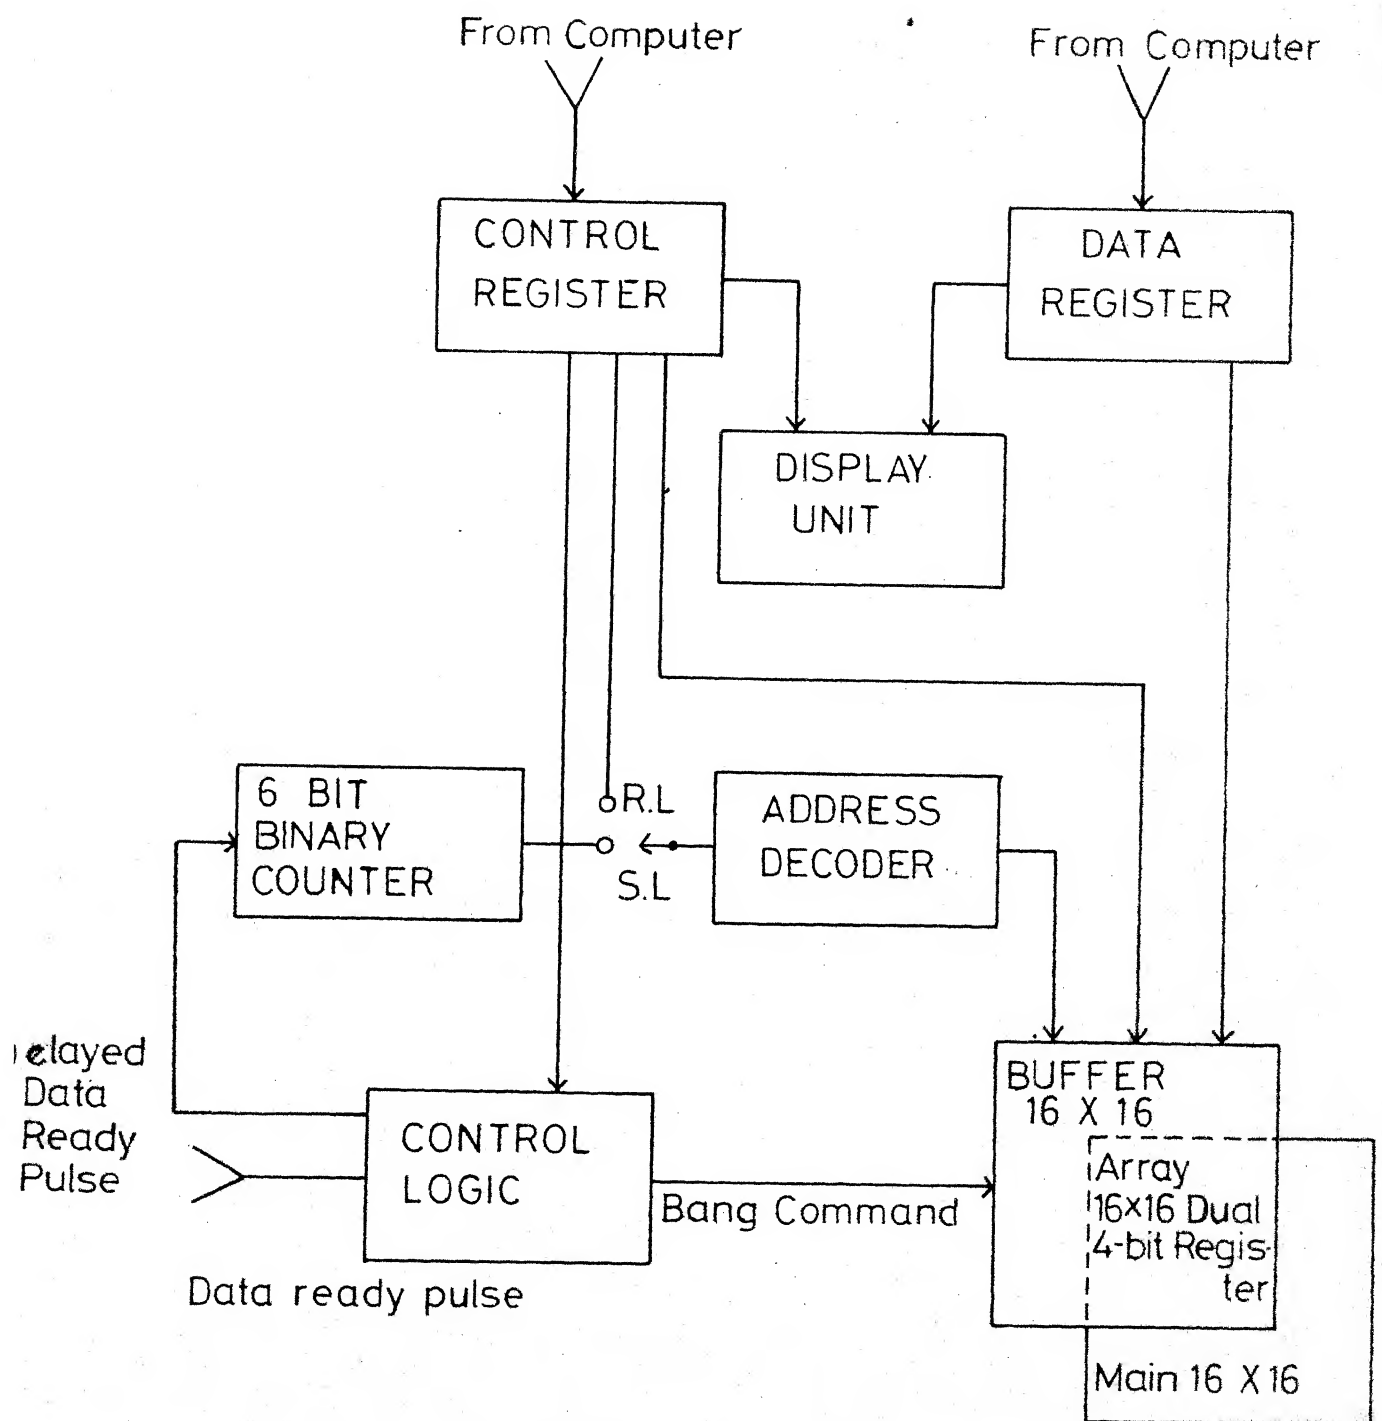 From Computer
From Computer
CONTROL
REGISTER
DATA
REGISTER
DISPLAY
UNIT
6 BIT
BINARY
COUNTER
R.L
S.L
ADDRESS
DECODER
elayed
Data
Ready
Pulse
CONTROL
LOGIC
Bang Command
Data ready pulse
BUFFER
16 X 16
Array
16x16 Dual
4-bit Regis-
ter
Main 16 X 16